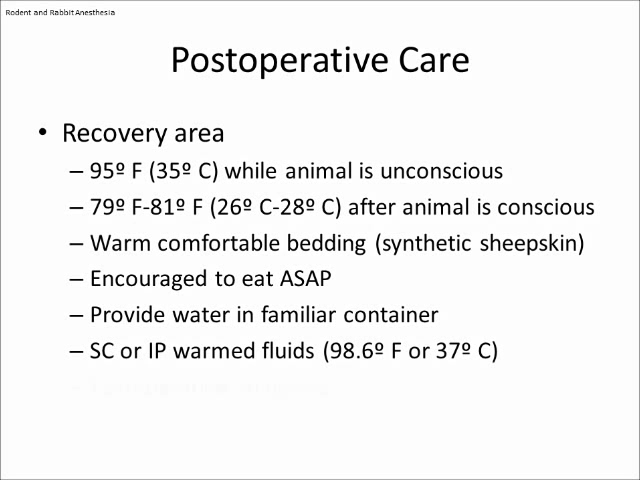 Rodent and Rabbit Anesthesia
Postoperative Care
• Recovery area
– 95º F (35º C) while animal is unconscious
– 79º F-81º F (26º C-28º C) after animal is conscious
– Warm comfortable bedding (synthetic sheepskin)
– Encouraged to eat ASAP
– Provide water in familiar container
– SC or IP warmed fluids (98.6º F or 37º C)